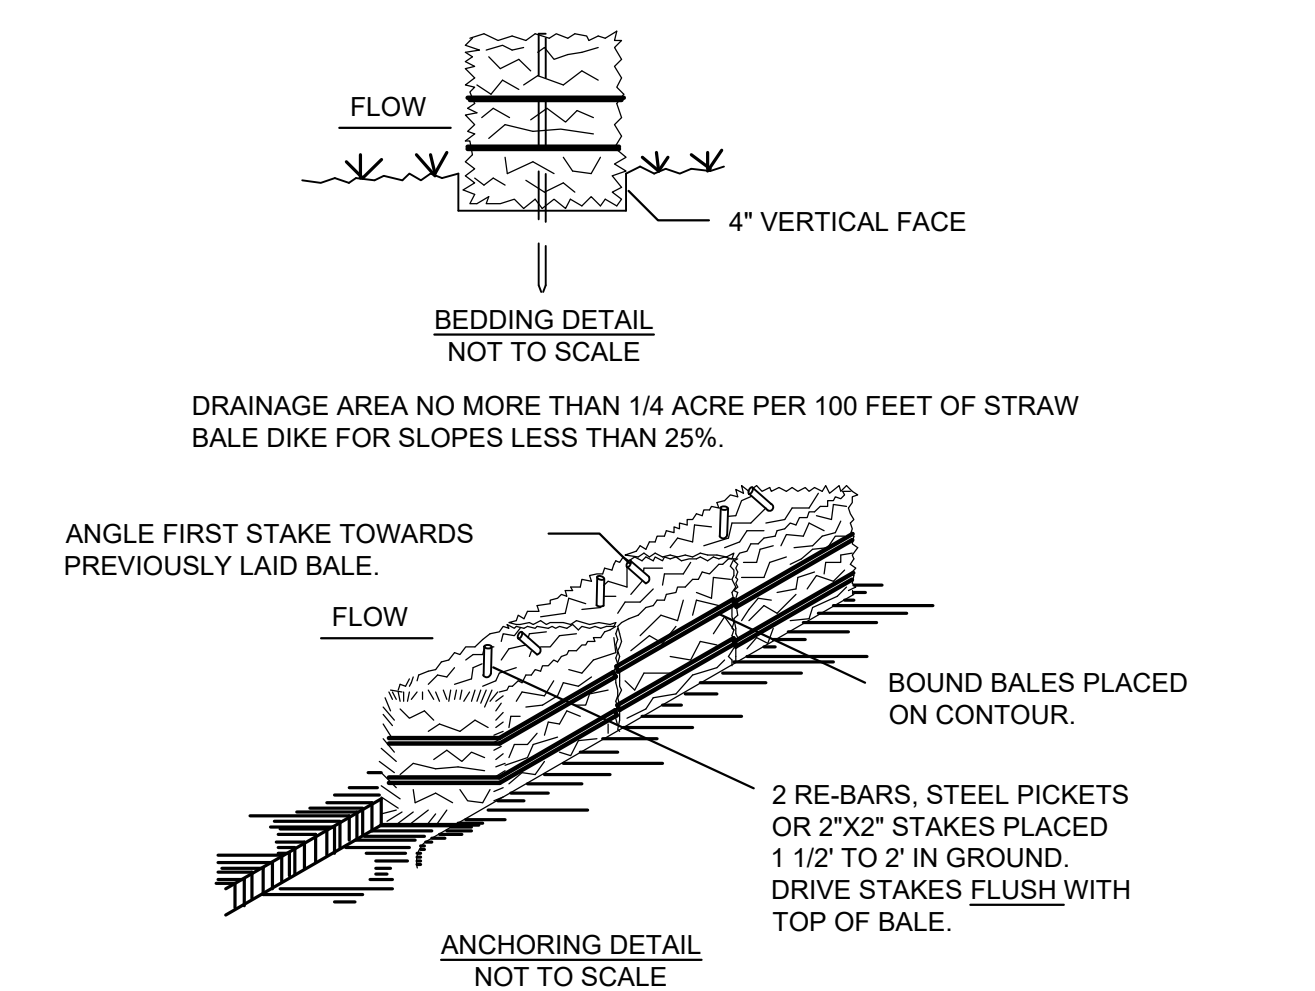 FLOW
4" VERTICAL FACE
BEDDING DETAIL
NOT TO SCALE
DRAINAGE AREA NO MORE THAN 1/4 ACRE PER 100 FEET OF STRAW
BALE DIKE FOR SLOPES LESS THAN 25%.
ANGLE FIRST STAKE TOWARDS
PREVIOUSLY LAID BALE.
FLOW
BOUND BALES PLACED
ON CONTOUR.
2 RE-BARS, STEEL PICKETS
OR 2"X2" STAKES PLACED
1 1/2' TO 2' IN GROUND.
DRIVE STAKES FLUSH WITH
TOP OF BALE.
ANCHORING DETAIL
NOT TO SCALE